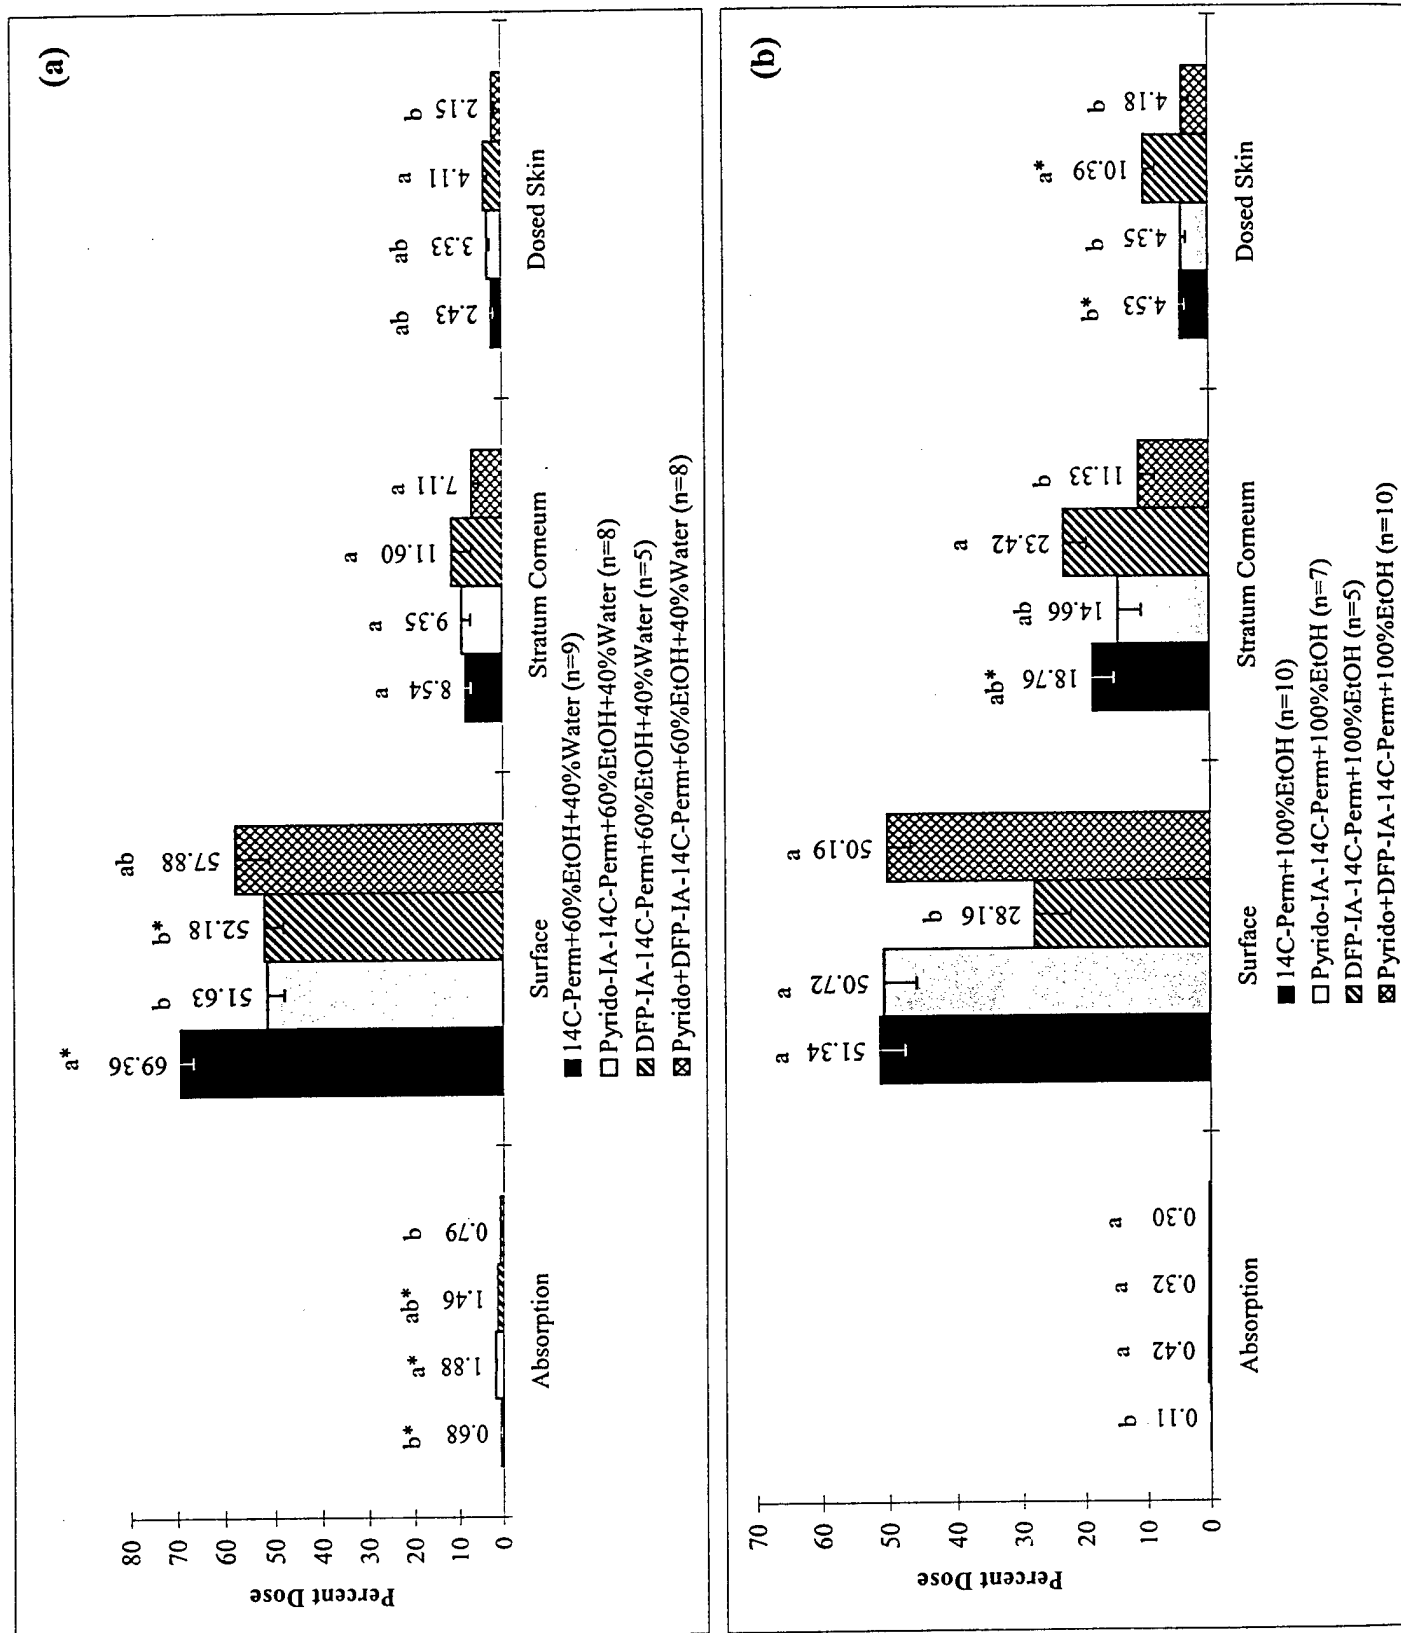 (a)
Percent Dose
80
70
60
50
40
30
20
10
0
b* a* ab* b
0.68 1.88 1.46 0.79
Absorption
a* b b* ab
69.36 51.63 52.18 57.88
Surface
a a a a
8.54 9.35 11.60 7.11
Stratum Corneum
ab ab a b
2.43 3.33 4.11 2.15
Dosed Skin
14C-Perm+60%EtOH+40%Water (n=9)
Pyrido-IA-14C-Perm+60%EtOH+40%Water (n=8)
DFP-IA-14C-Perm+60%EtOH+40%Water (n=5)
Pyrido+DFP-IA-14C-Perm+60%EtOH+40%Water (n=8)
(b)
Percent Dose
70
60
50
40
30
20
10
0
b a a a
0.11 0.42 0.32 0.30
Absorption
a a b a
51.34 50.72 28.16 50.19
Surface
ab* ab a b
18.76 14.66 23.42 11.33
Stratum Corneum
b* b a* b
4.53 4.35 10.39 4.18
Dosed Skin
14C-Perm+100%EtOH (n=10)
Pyrido-IA-14C-Perm+100%EtOH (n=7)
DFP-IA-14C-Perm+100%EtOH (n=5)
Pyrido+DFP-IA-14C-Perm+100%EtOH (n=10)